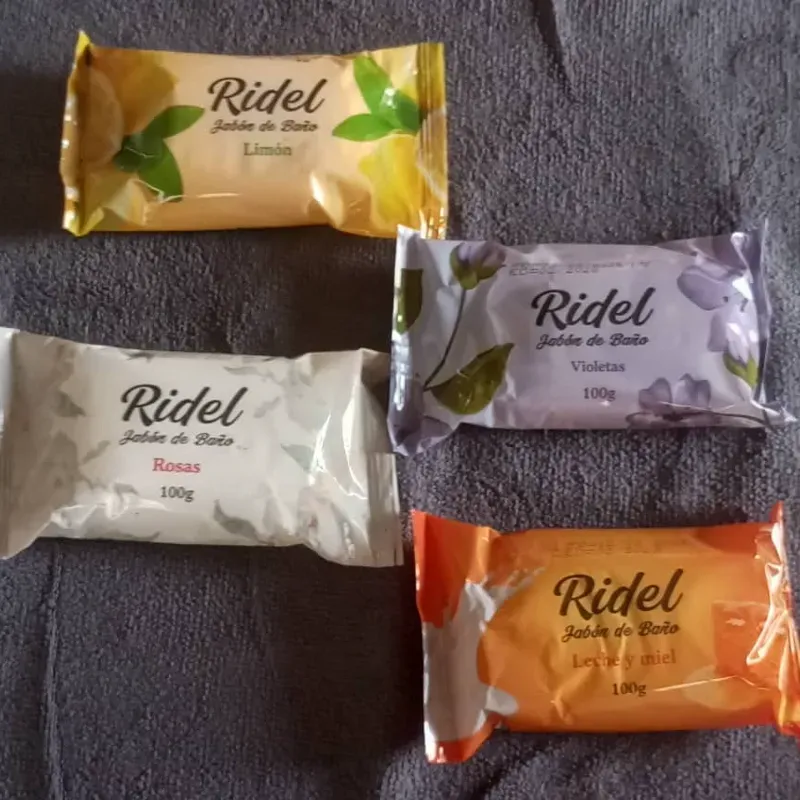 Ridel
Jabón de Baño
Limón
Ridel
Jabón de Baño
Violetas
100g
Ridel
Jabón de Baño
Rosas
100g
Ridel
Jabón de Baño
Leche y miel
100g